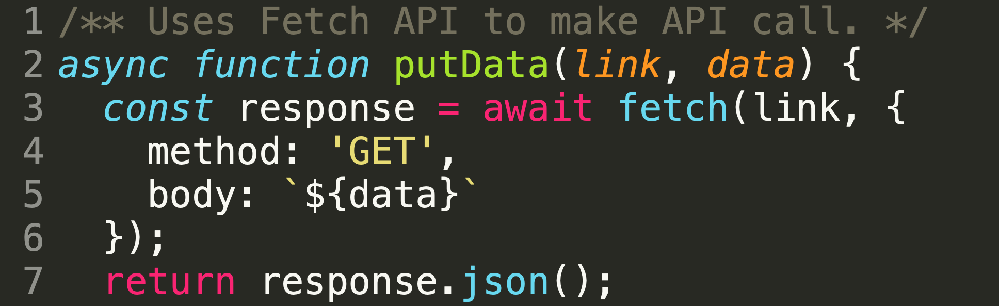 1 /** Uses Fetch API to make API call. */
2 async function putData(link, data) {
3   const response = await fetch(link, {
4     method: 'GET',
5     body: `${data}`
6   });
7   return response.json();